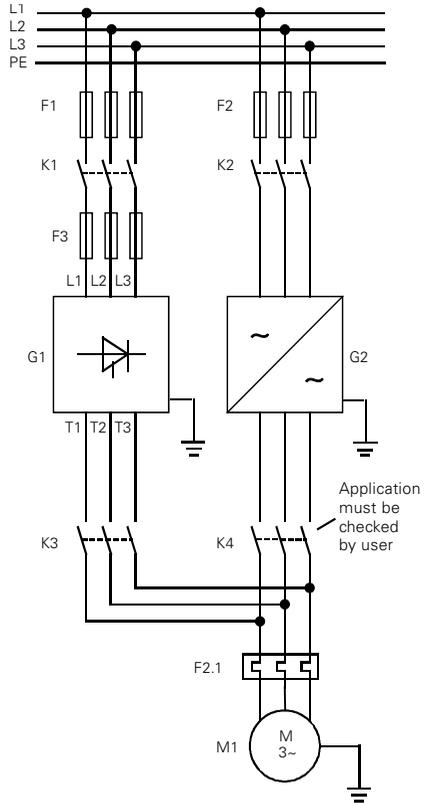 L1
L2
L3
PE
F1
F2
K1
K2
F3
L1 L2 L3
G1
~
~
G2
T1 T2 T3
Application
must be
checked
by user
K3
K4
F2.1
M1
M
3~